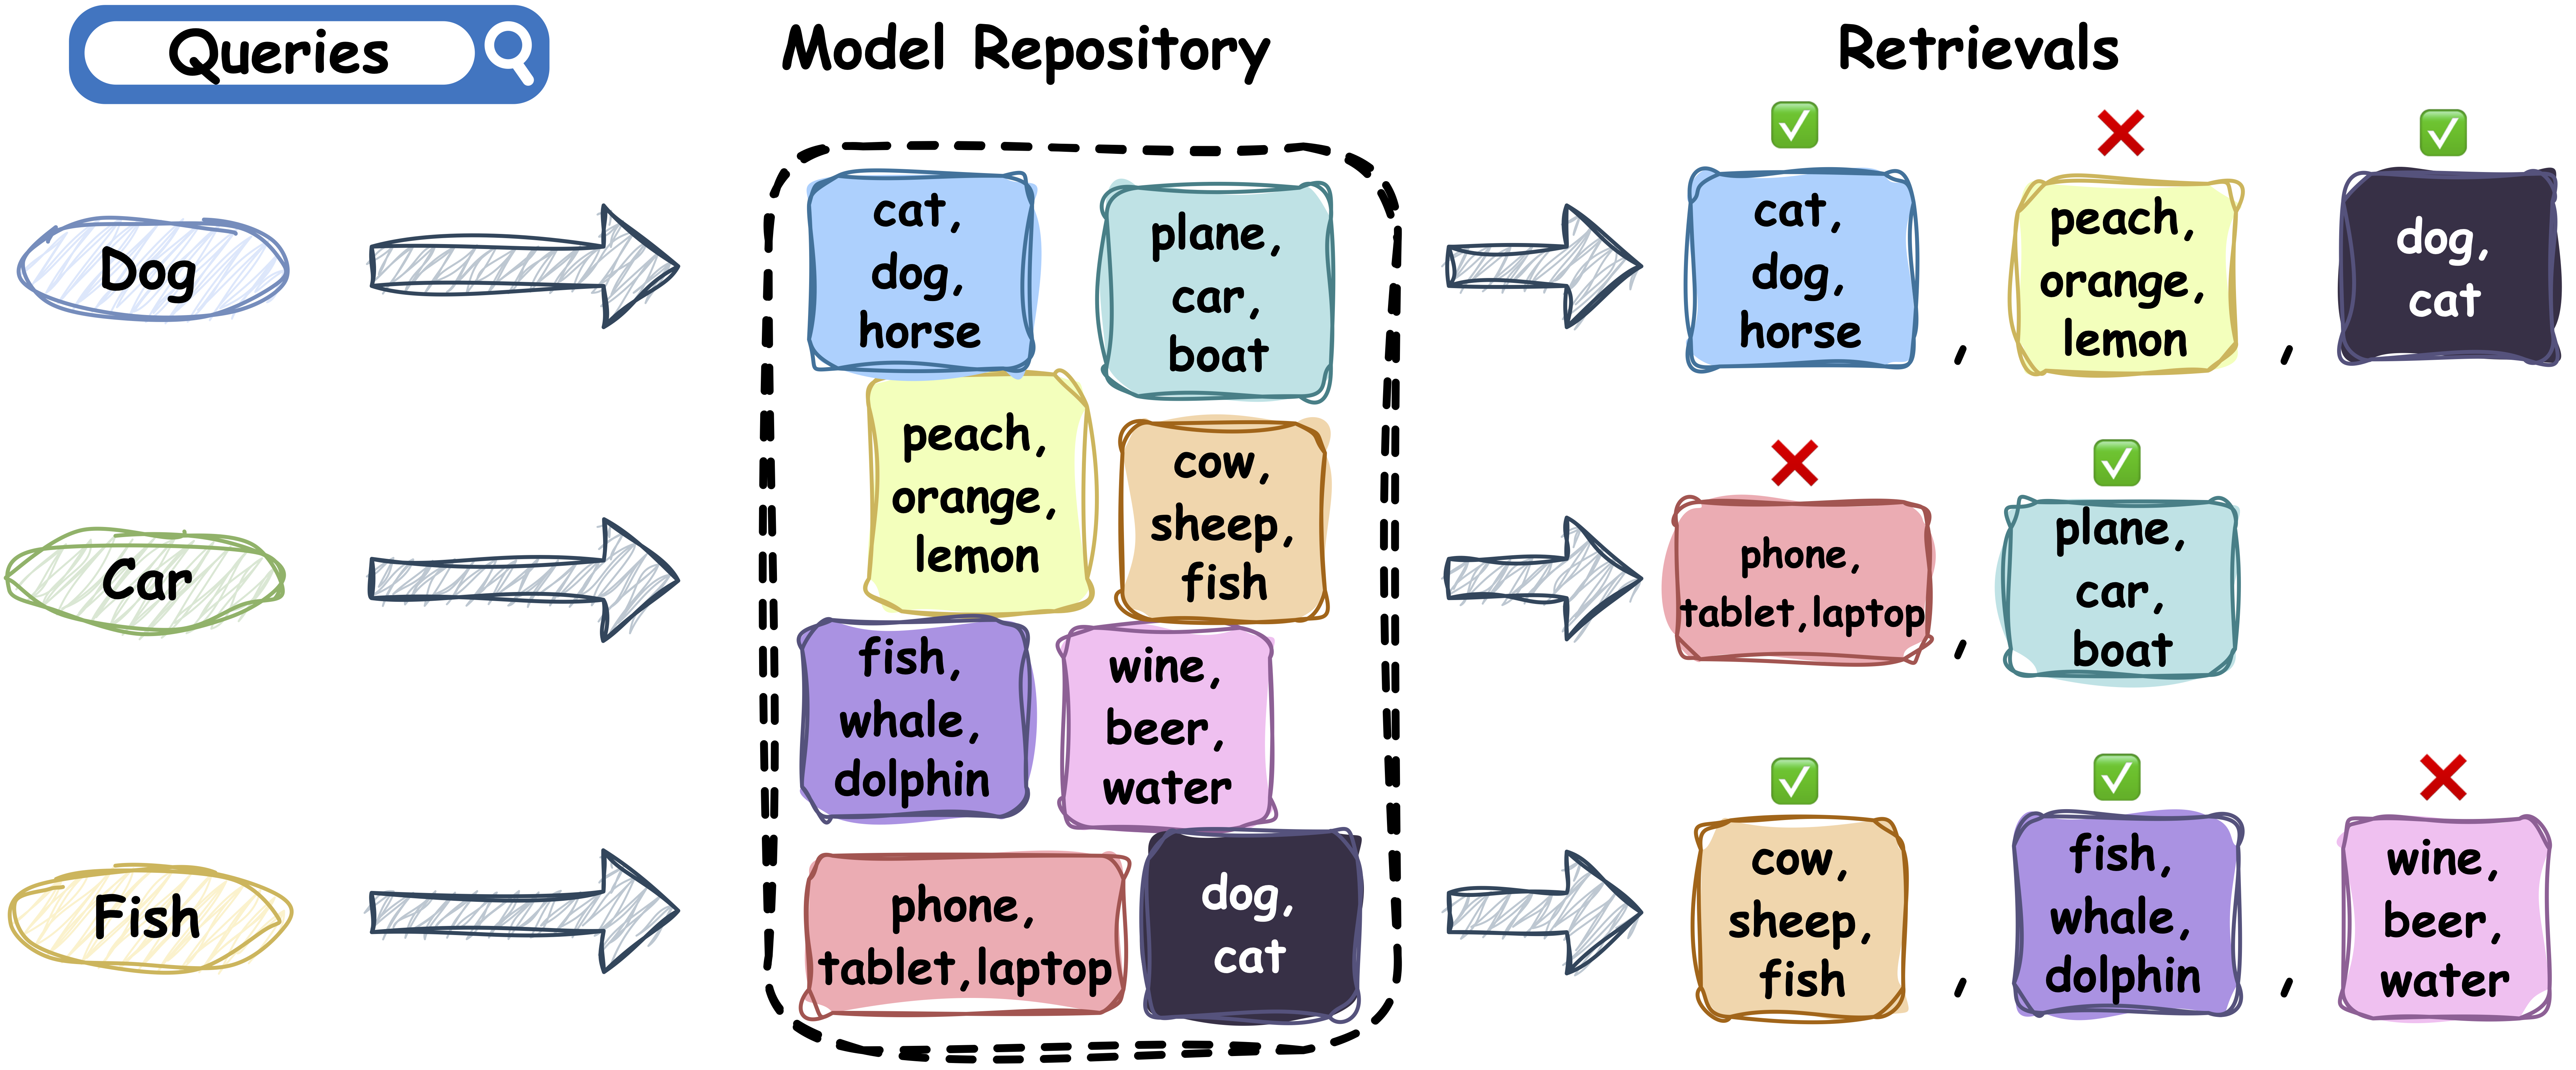 Queries
Model Repository
Retrievals
Dog
Car
Fish
cat,
dog,
horse
plane,
car,
boat
peach,
orange,
lemon
cow,
sheep,
fish
fish,
whale,
dolphin
wine,
beer,
water
phone,
tablet,laptop
dog,
cat
cat,
dog,
horse
,
peach,
orange,
lemon
,
dog,
cat
phone,
tablet,laptop
,
plane,
car,
boat
cow,
sheep,
fish
,
fish,
whale,
dolphin
,
wine,
beer,
water